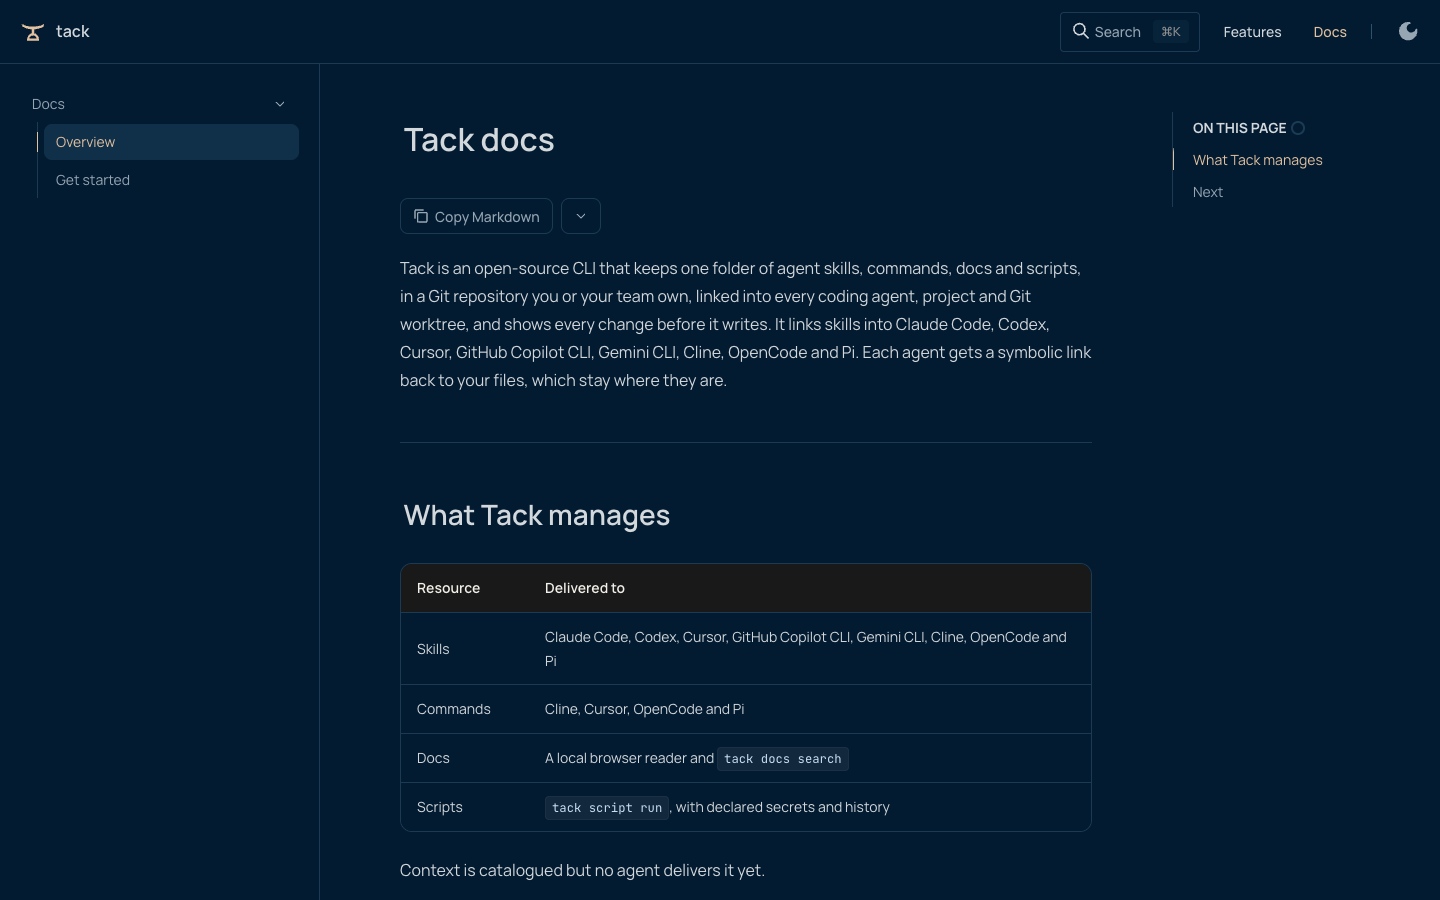 tack
Search ⌘K
Features
Docs
Docs
Overview
Get started
Tack docs
Copy Markdown
Tack is an open-source CLI that keeps one folder of agent skills, commands, docs and scripts,
in a Git repository you or your team own, linked into every coding agent, project and Git
worktree, and shows every change before it writes. It links skills into Claude Code, Codex,
Cursor, GitHub Copilot CLI, Gemini CLI, Cline, OpenCode and Pi. Each agent gets a symbolic link
back to your files, which stay where they are.
What Tack manages
Resource Delivered to
Skills Claude Code, Codex, Cursor, GitHub Copilot CLI, Gemini CLI, Cline, OpenCode and
Pi
Commands Cline, Cursor, OpenCode and Pi
Docs A local browser reader and tack docs search
Scripts tack script run, with declared secrets and history
Context is catalogued but no agent delivers it yet.
ON THIS PAGE
What Tack manages
Next